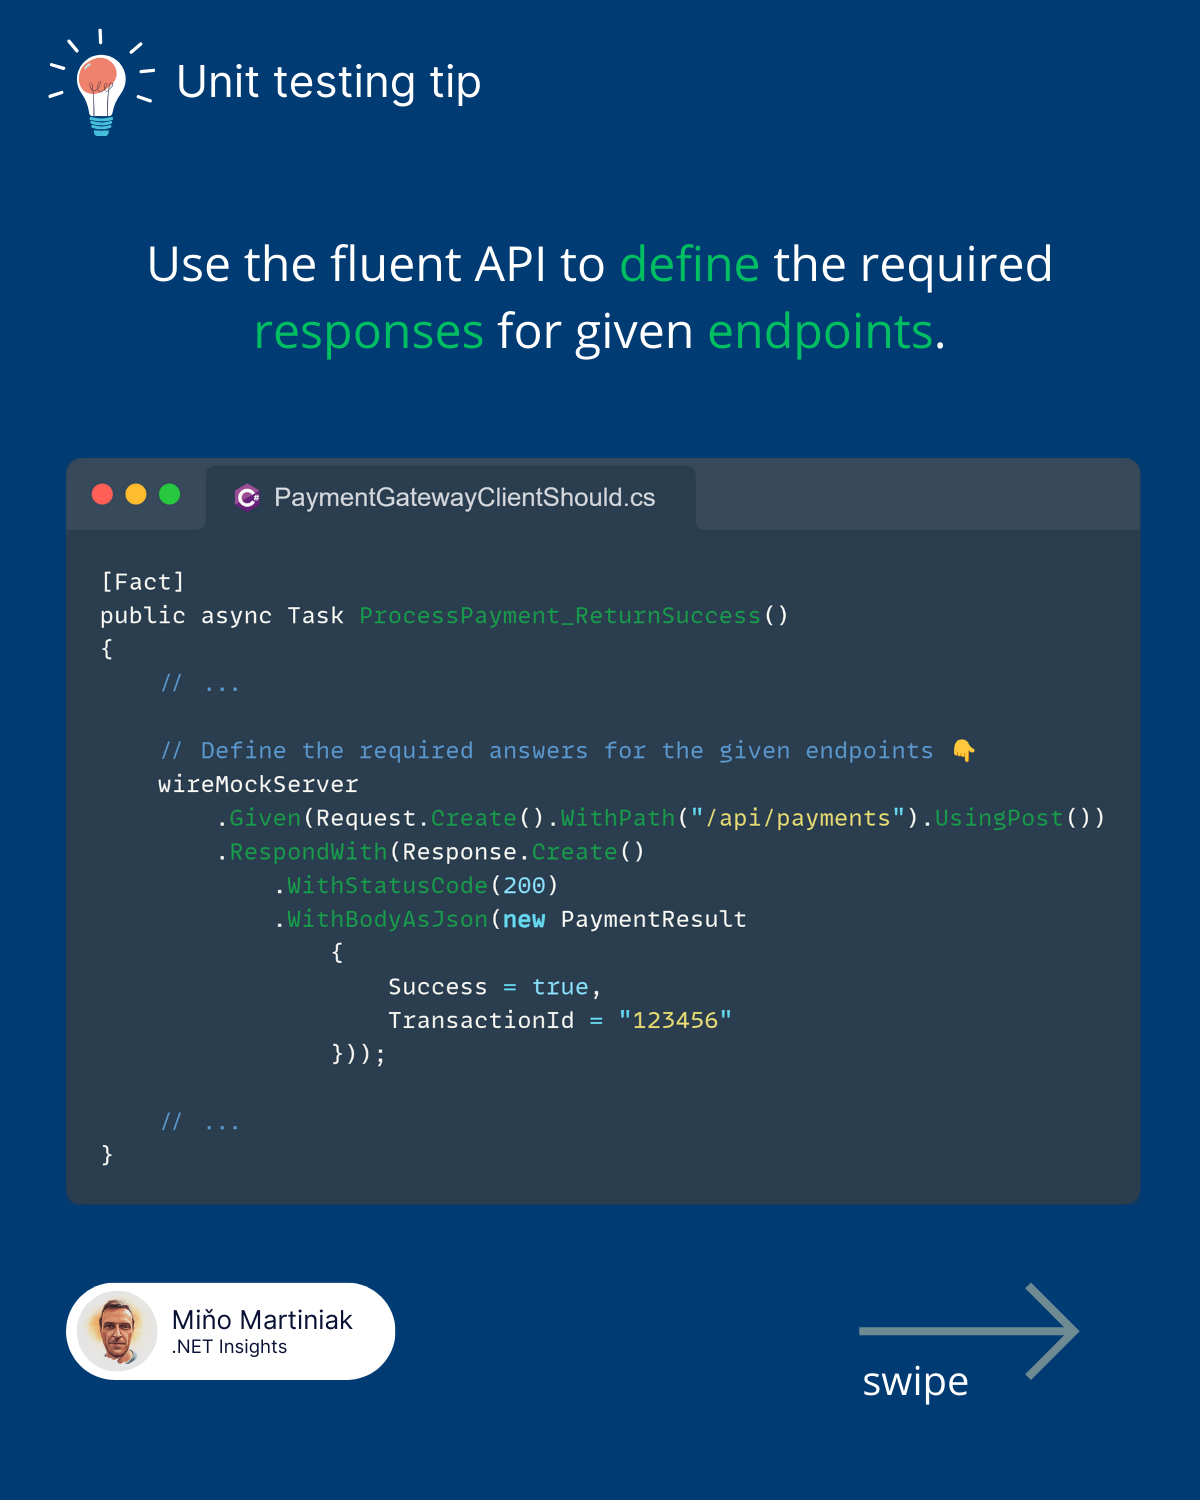 Unit testing tip
Use the fluent API to define the required
responses for given endpoints.
PaymentGatewayClientShould.cs
[Fact]
public async Task ProcessPayment_ReturnSuccess()
{
    // ...
    // Define the required answers for the given endpoints 👇
    wireMockServer
        .Given(Request.Create().WithPath("/api/payments").UsingPost())
        .RespondWith(Response.Create()
            .WithStatusCode(200)
            .WithBodyAsJson(new PaymentResult
                {
                    Success = true,
                    TransactionId = "123456"
                }));
    // ...
}
Miňo Martiniak
.NET Insights
swipe